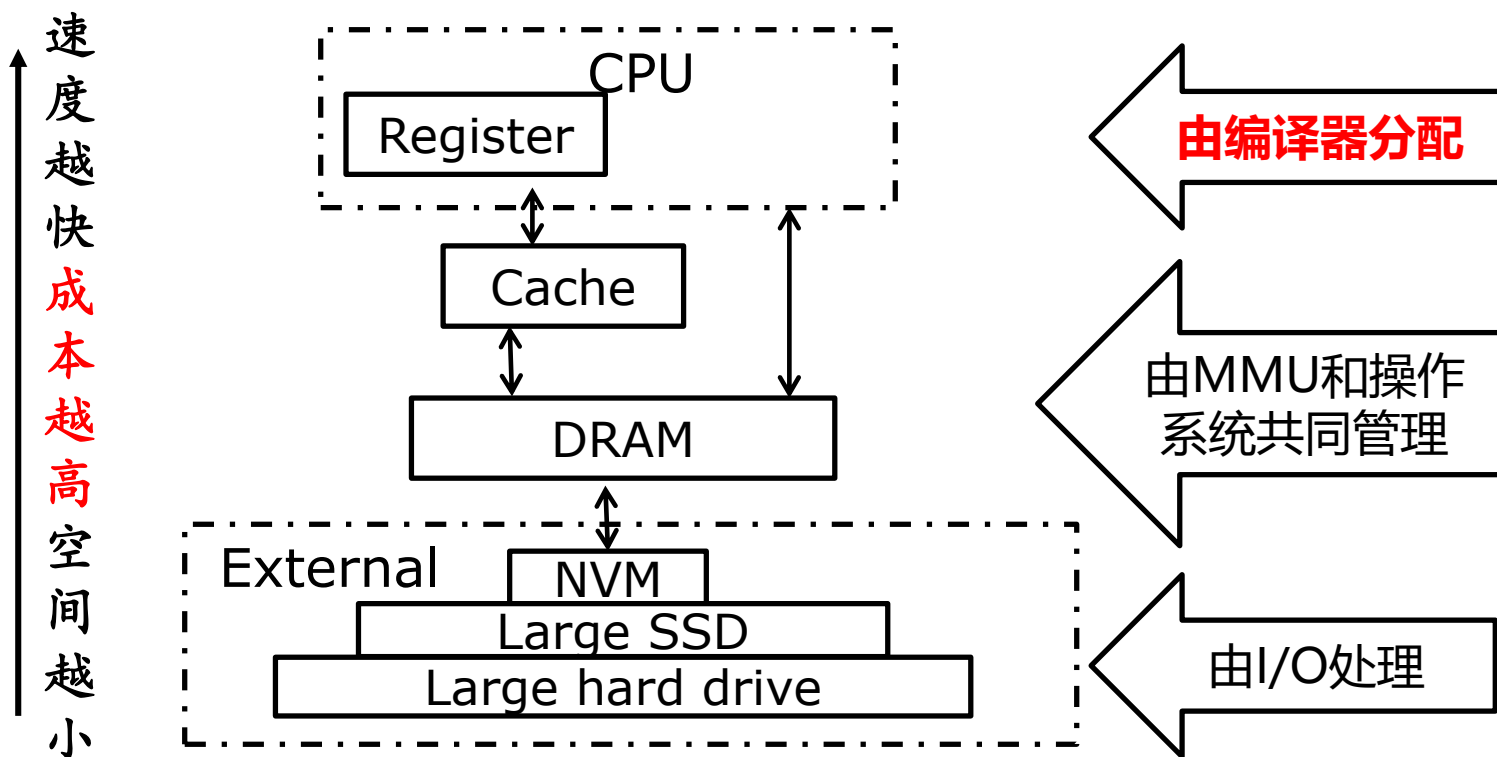 速度越快成本越高空间越小
CPU
Register
Cache
DRAM
External
NVM
Large SSD
Large hard drive
由编译器分配
由MMU和操作
系统共同管理
由I/O处理